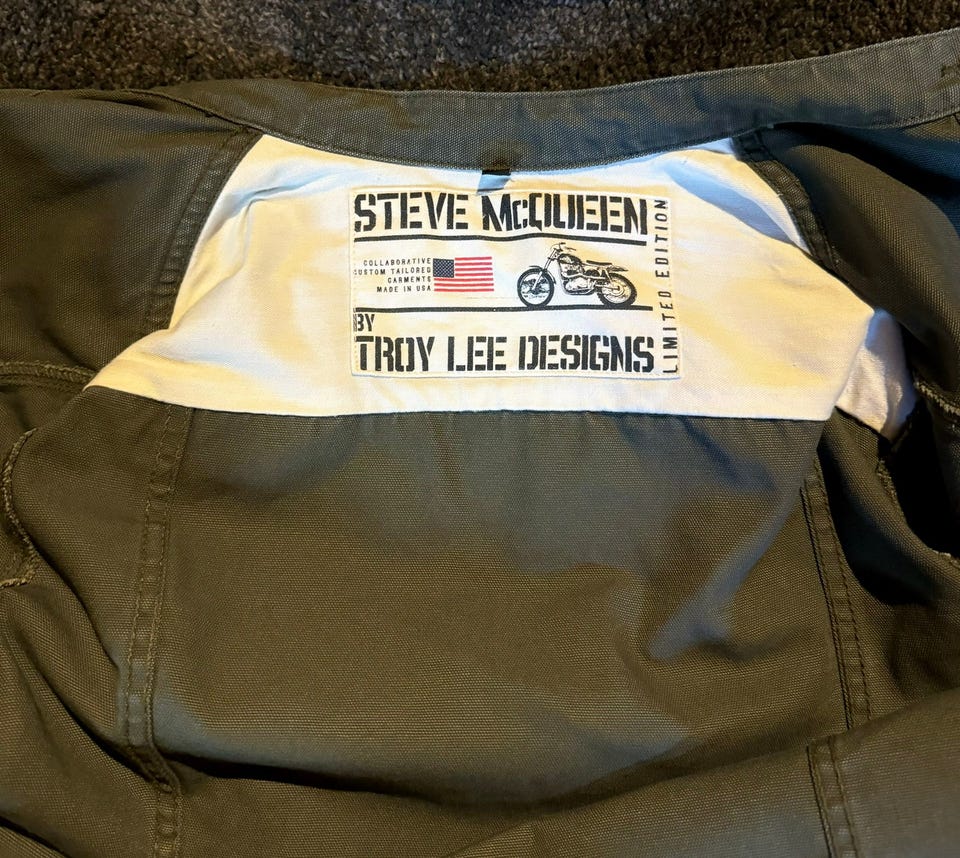 STEVE McQUEEN
COLLABORATIVE
CUSTOM TAILORED
GARMENTS
MADE IN USA
BY
TROY LEE DESIGNS
LIMITED EDITION